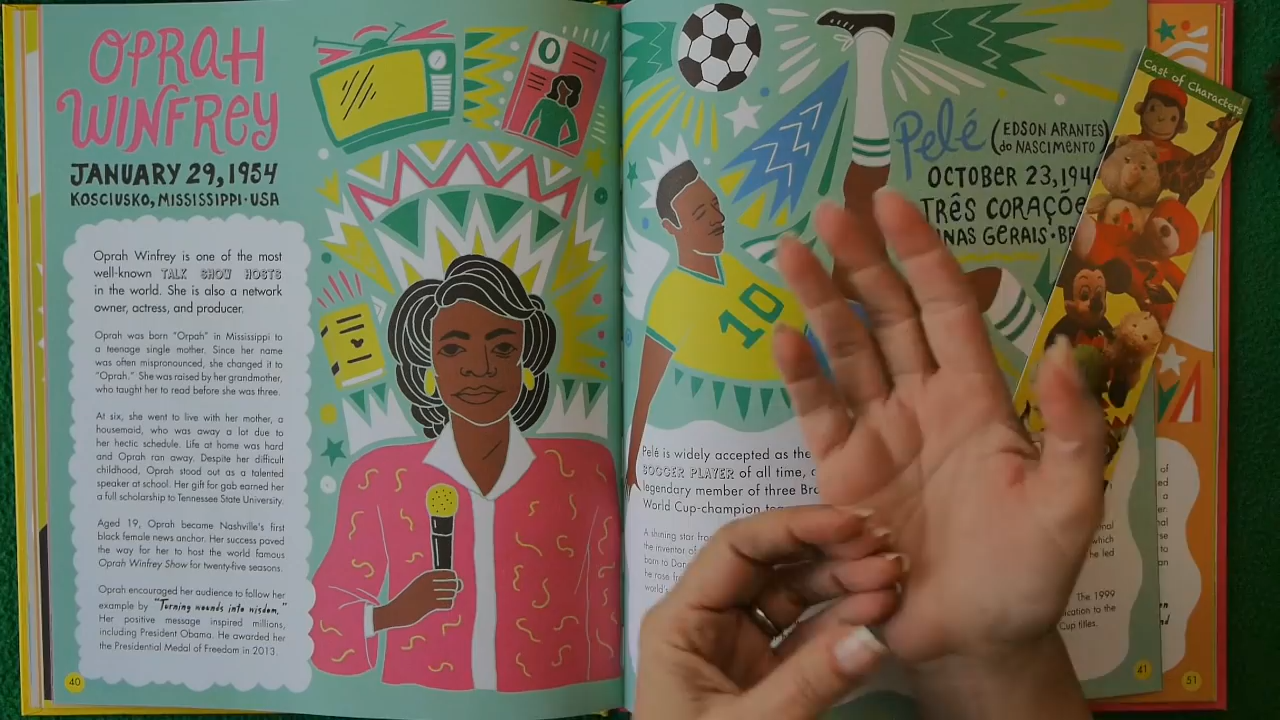 OPRAH
WINFREY
JANUARY 29, 1954
KOSCIUSKO, MISSISSIPPI • USA
Oprah Winfrey is one of the most
well-known TALK SHOW HOSTS
in the world. She is also a network
owner, actress, and producer.
Oprah was born "Orpah" in Mississippi to
a teenage single mother. Since her name
was often mispronounced, she changed it to
"Oprah." She was raised by her grandmother,
who taught her to read before she was three.
At six, she went to live with her mother, a
housemaid, who was away a lot due to
her hectic schedule. Life at home was hard
and Oprah ran away. Despite her difficult
childhood, Oprah stood out as a talented
speaker at school. Her gift for gab earned her
a full scholarship to Tennessee State University.
Aged 19, Oprah became Nashville's first
black female news anchor. Her success paved
the way for her to host the world famous
Oprah Winfrey Show for twenty-five seasons.
Oprah encouraged her audience to follow her
example by "Turning wounds into wisdom."
Her positive message inspired millions,
including President Obama. He awarded her
the Presidential Medal of Freedom in 2013.
40
O
10
Pelé (EDSON ARANTES
do NASCIMENTO)
OCTOBER 23, 194
TRÊS CORAÇÕE
INAS GERAIS • BR
Pelé is widely accepted as the
SOCCER PLAYER of all time,
legendary member of three Bra
World Cup-champion
A shining star
the inventor of
born to
he rose
world's
which
he led
The 1999
to the
Cup titles.
41
51
Cast of Characters